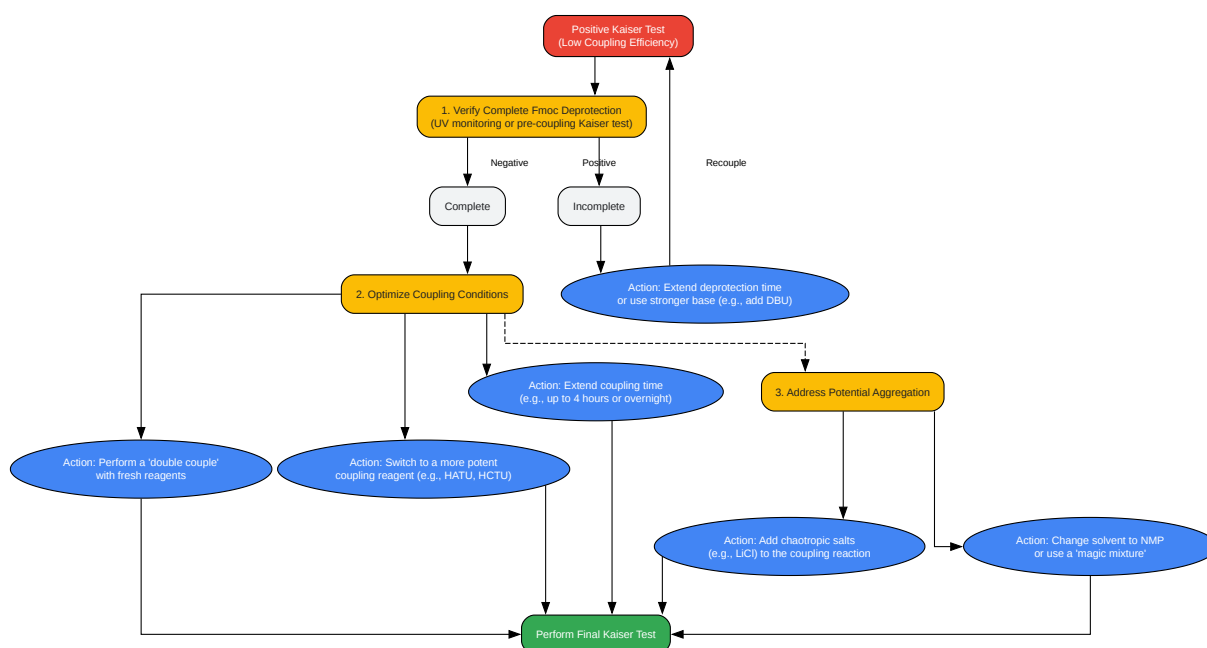 Positive Kaiser Test
(Low Coupling Efficiency)
1. Verify Complete Fmoc Deprotection
(UV monitoring or pre-coupling Kaiser test)
Negative
Positive
Recouple
Complete
Incomplete
Action: Extend deprotection time
or use stronger base (e.g., add DBU)
2. Optimize Coupling Conditions
Action: Extend coupling time
(e.g., up to 4 hours or overnight)
3. Address Potential Aggregation
Action: Perform a 'double couple'
with fresh reagents
Action: Switch to a more potent
coupling reagent (e.g., HATU, HCTU)
Action: Add chaotropic salts
(e.g., LiCl) to the coupling reaction
Action: Change solvent to NMP
or use a 'magic mixture'
Perform Final Kaiser Test